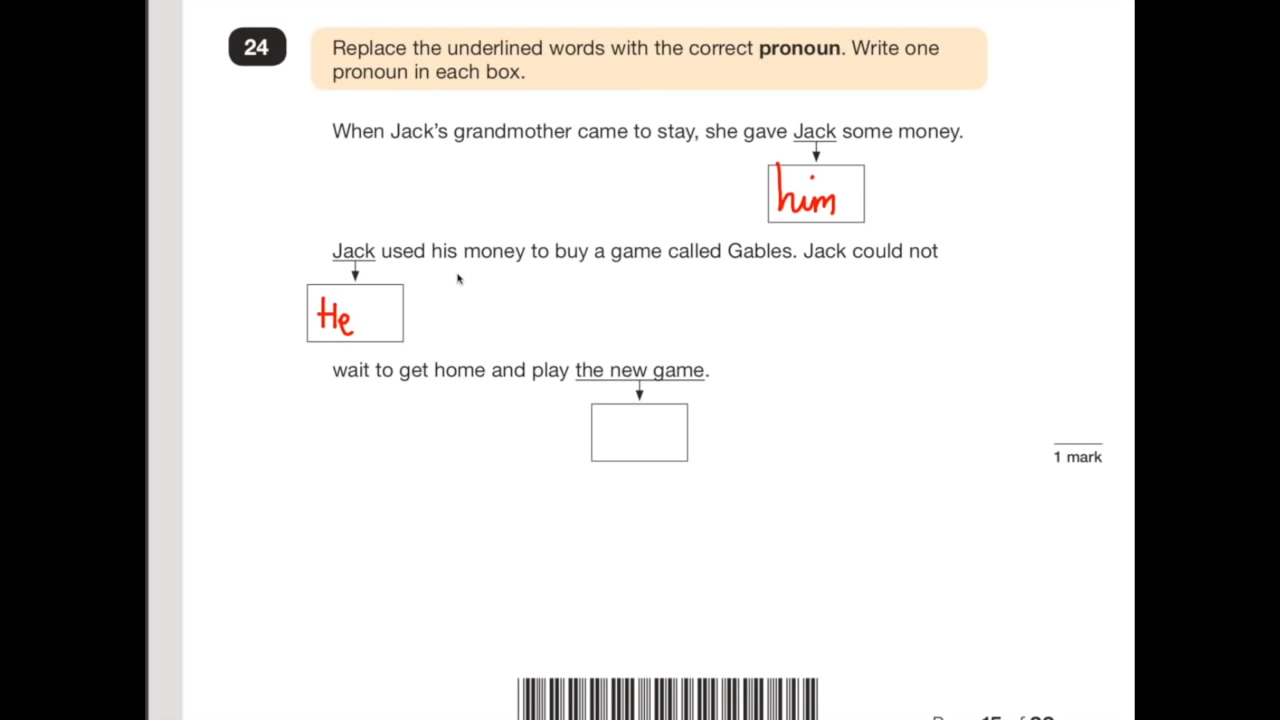 24
Replace the underlined words with the correct pronoun. Write one
pronoun in each box.
When Jack's grandmother came to stay, she gave Jack some money.
him
Jack used his money to buy a game called Gables. Jack could not
He
wait to get home and play the new game.
1 mark